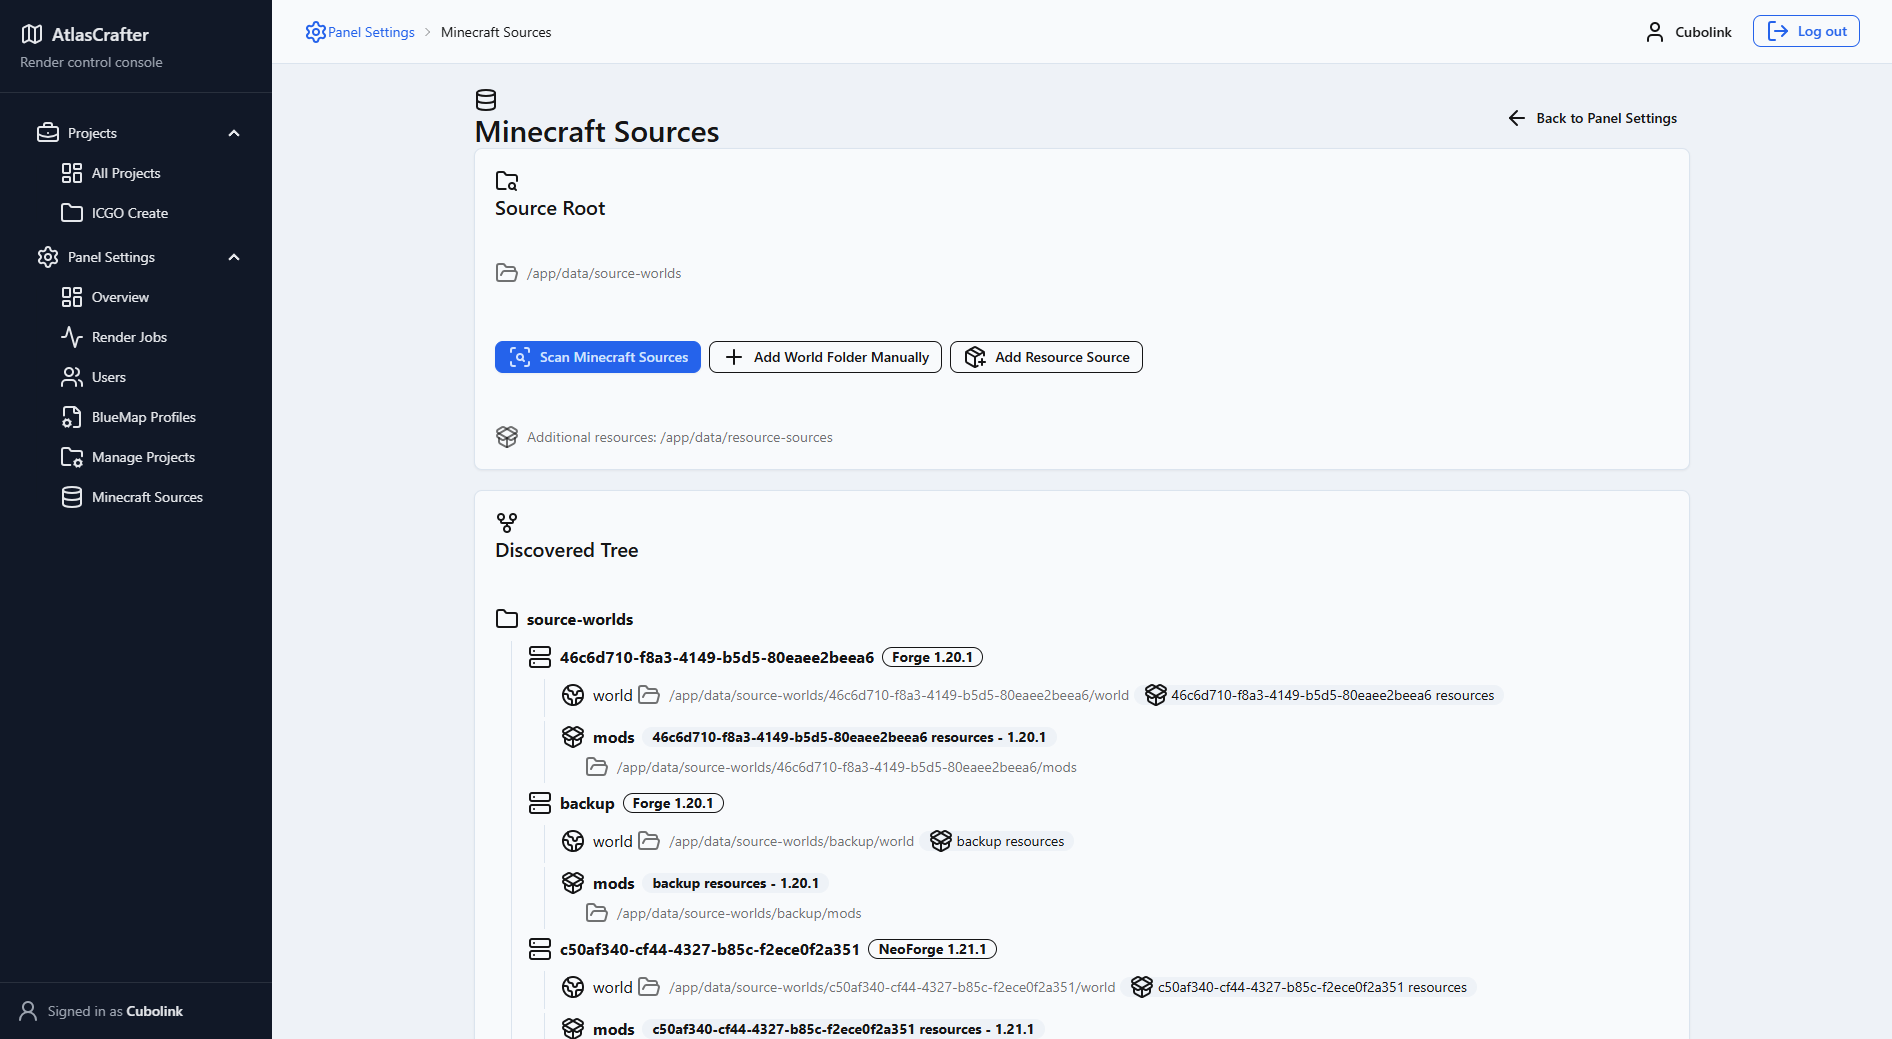 AtlasCrafter
Render control console
Projects
All Projects
ICGO Create
Panel Settings
Overview
Render Jobs
Users
BlueMap Profiles
Manage Projects
Minecraft Sources
Signed in as Cubolink
Panel Settings > Minecraft Sources
Cubolink
Log out
Minecraft Sources
Back to Panel Settings
Source Root
/app/data/source-worlds
Scan Minecraft Sources
Add World Folder Manually
Add Resource Source
Additional resources: /app/data/resource-sources
Discovered Tree
source-worlds
46c6d710-f8a3-4149-b5d5-80eaee2beea6 Forge 1.20.1
world /app/data/source-worlds/46c6d710-f8a3-4149-b5d5-80eaee2beea6/world 46c6d710-f8a3-4149-b5d5-80eaee2beea6 resources
mods 46c6d710-f8a3-4149-b5d5-80eaee2beea6 resources - 1.20.1
/app/data/source-worlds/46c6d710-f8a3-4149-b5d5-80eaee2beea6/mods
backup Forge 1.20.1
world /app/data/source-worlds/backup/world backup resources
mods backup resources - 1.20.1
/app/data/source-worlds/backup/mods
c50af340-cf44-4327-b85c-f2ece0f2a351 NeoForge 1.21.1
world /app/data/source-worlds/c50af340-cf44-4327-b85c-f2ece0f2a351/world c50af340-cf44-4327-b85c-f2ece0f2a351 resources
mods c50af340-cf44-4327-b85c-f2ece0f2a351 resources - 1.21.1